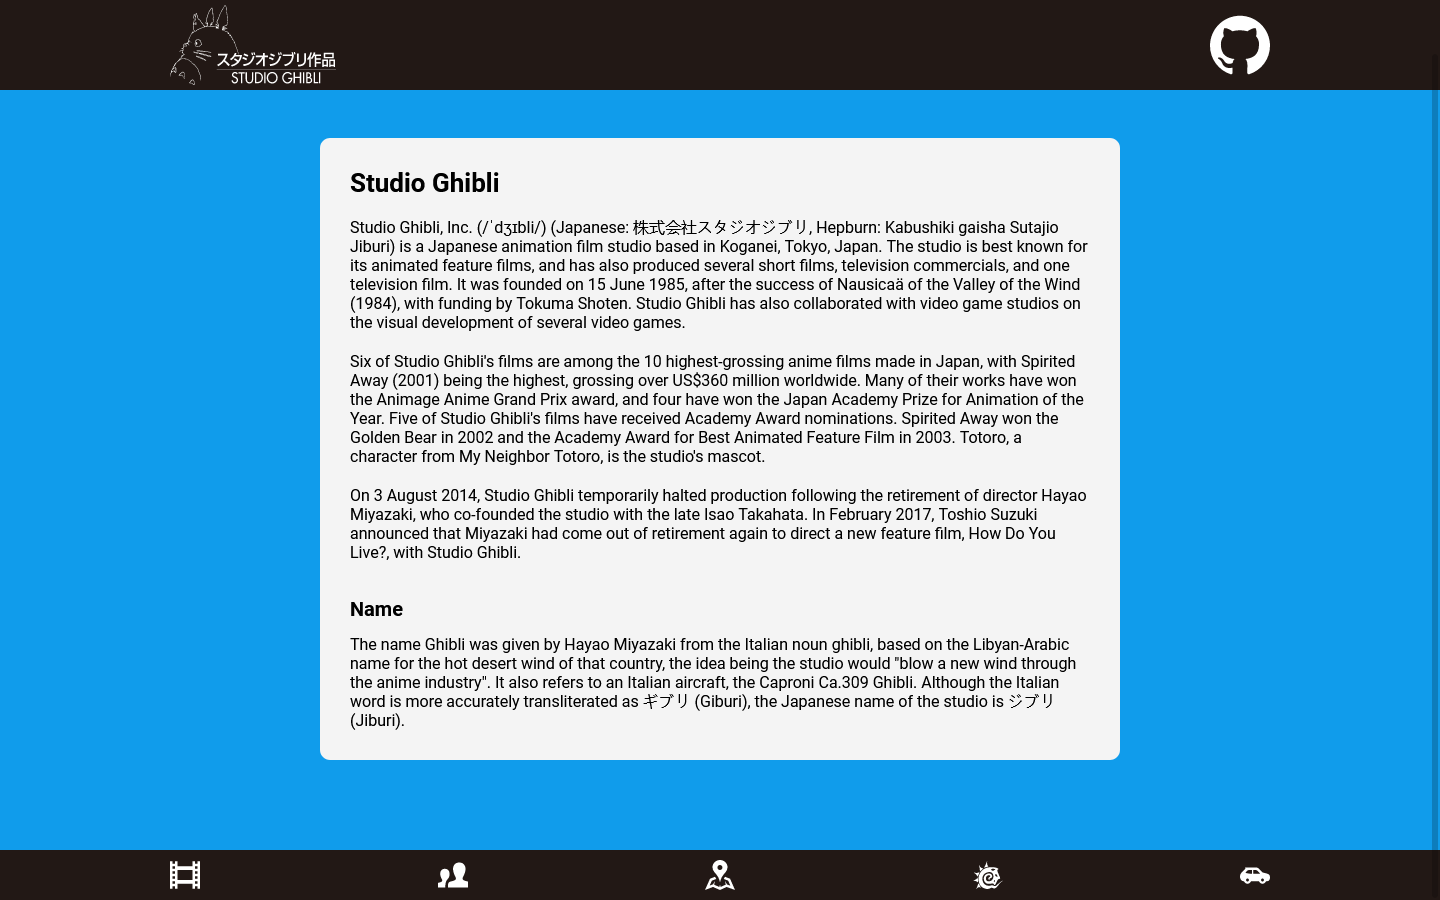 スタジオジブリ作品
STUDIO GHIBLI
Studio Ghibli
Studio Ghibli, Inc. (/ˈdʒɪbli/) (Japanese: 株式会社スタジオジブリ, Hepburn: Kabushiki gaisha Sutajio
Jiburi) is a Japanese animation film studio based in Koganei, Tokyo, Japan. The studio is best known for
its animated feature films, and has also produced several short films, television commercials, and one
television film. It was founded on 15 June 1985, after the success of Nausicaä of the Valley of the Wind
(1984), with funding by Tokuma Shoten. Studio Ghibli has also collaborated with video game studios on
the visual development of several video games.
Six of Studio Ghibli's films are among the 10 highest-grossing anime films made in Japan, with Spirited
Away (2001) being the highest, grossing over US$360 million worldwide. Many of their works have won
the Animage Anime Grand Prix award, and four have won the Japan Academy Prize for Animation of the
Year. Five of Studio Ghibli's films have received Academy Award nominations. Spirited Away won the
Golden Bear in 2002 and the Academy Award for Best Animated Feature Film in 2003. Totoro, a
character from My Neighbor Totoro, is the studio's mascot.
On 3 August 2014, Studio Ghibli temporarily halted production following the retirement of director Hayao
Miyazaki, who co-founded the studio with the late Isao Takahata. In February 2017, Toshio Suzuki
announced that Miyazaki had come out of retirement again to direct a new feature film, How Do You
Live?, with Studio Ghibli.
Name
The name Ghibli was given by Hayao Miyazaki from the Italian noun ghibli, based on the Libyan-Arabic
name for the hot desert wind of that country, the idea being the studio would "blow a new wind through
the anime industry". It also refers to an Italian aircraft, the Caproni Ca.309 Ghibli. Although the Italian
word is more accurately transliterated as ギブリ (Giburi), the Japanese name of the studio is ジブリ
(Jiburi).